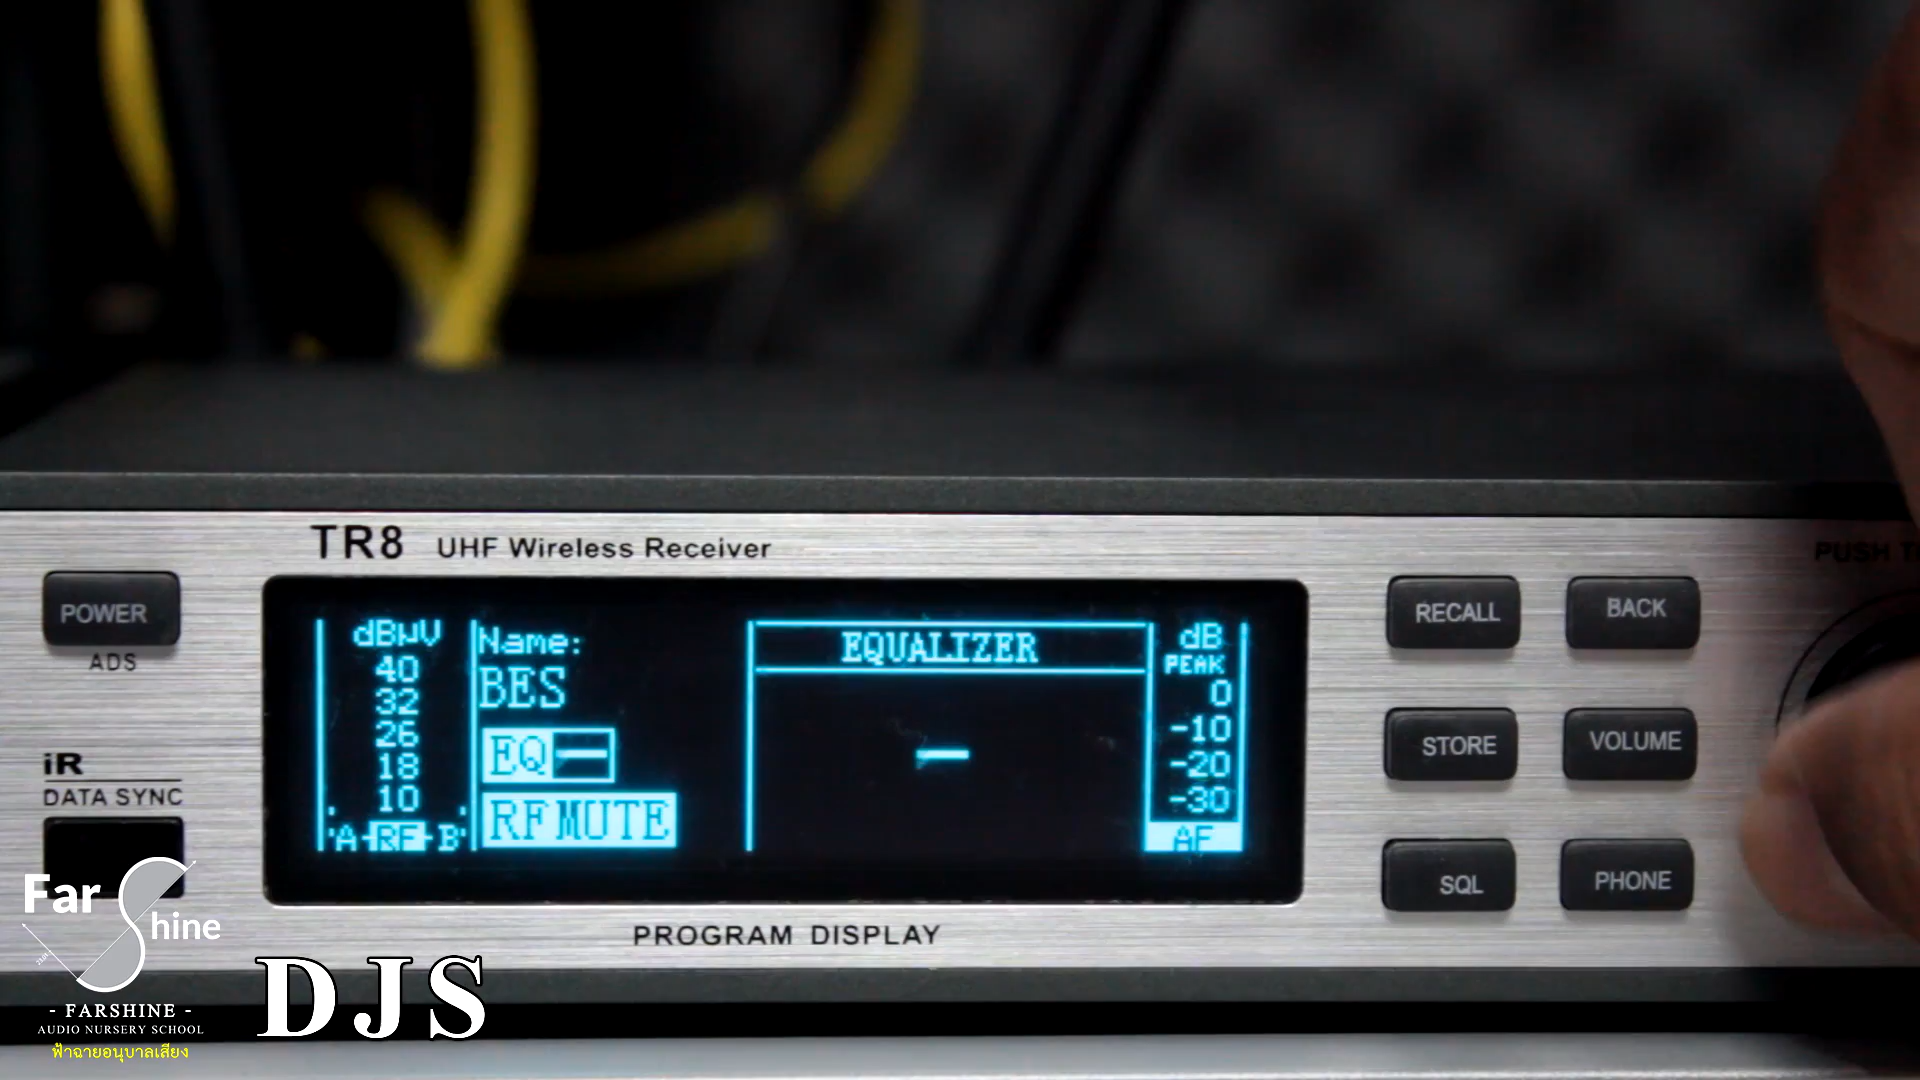 TR8 UHF Wireless Receiver
PUSH
POWER
ADS
iR
DATA SYNC
dBµV
40
32
26
18
10
A RF B
Name:
BES
EQ
RF MUTE
EQUALIZER
dB
PEAK
0
-10
-20
-30
AF
RECALL
BACK
STORE
VOLUME
SQL
PHONE
PROGRAM DISPLAY
Far
Shine
- FARSHINE -
AUDIO NURSERY SCHOOL
ฟ้าฉายอนุบาลเสียง
DJS